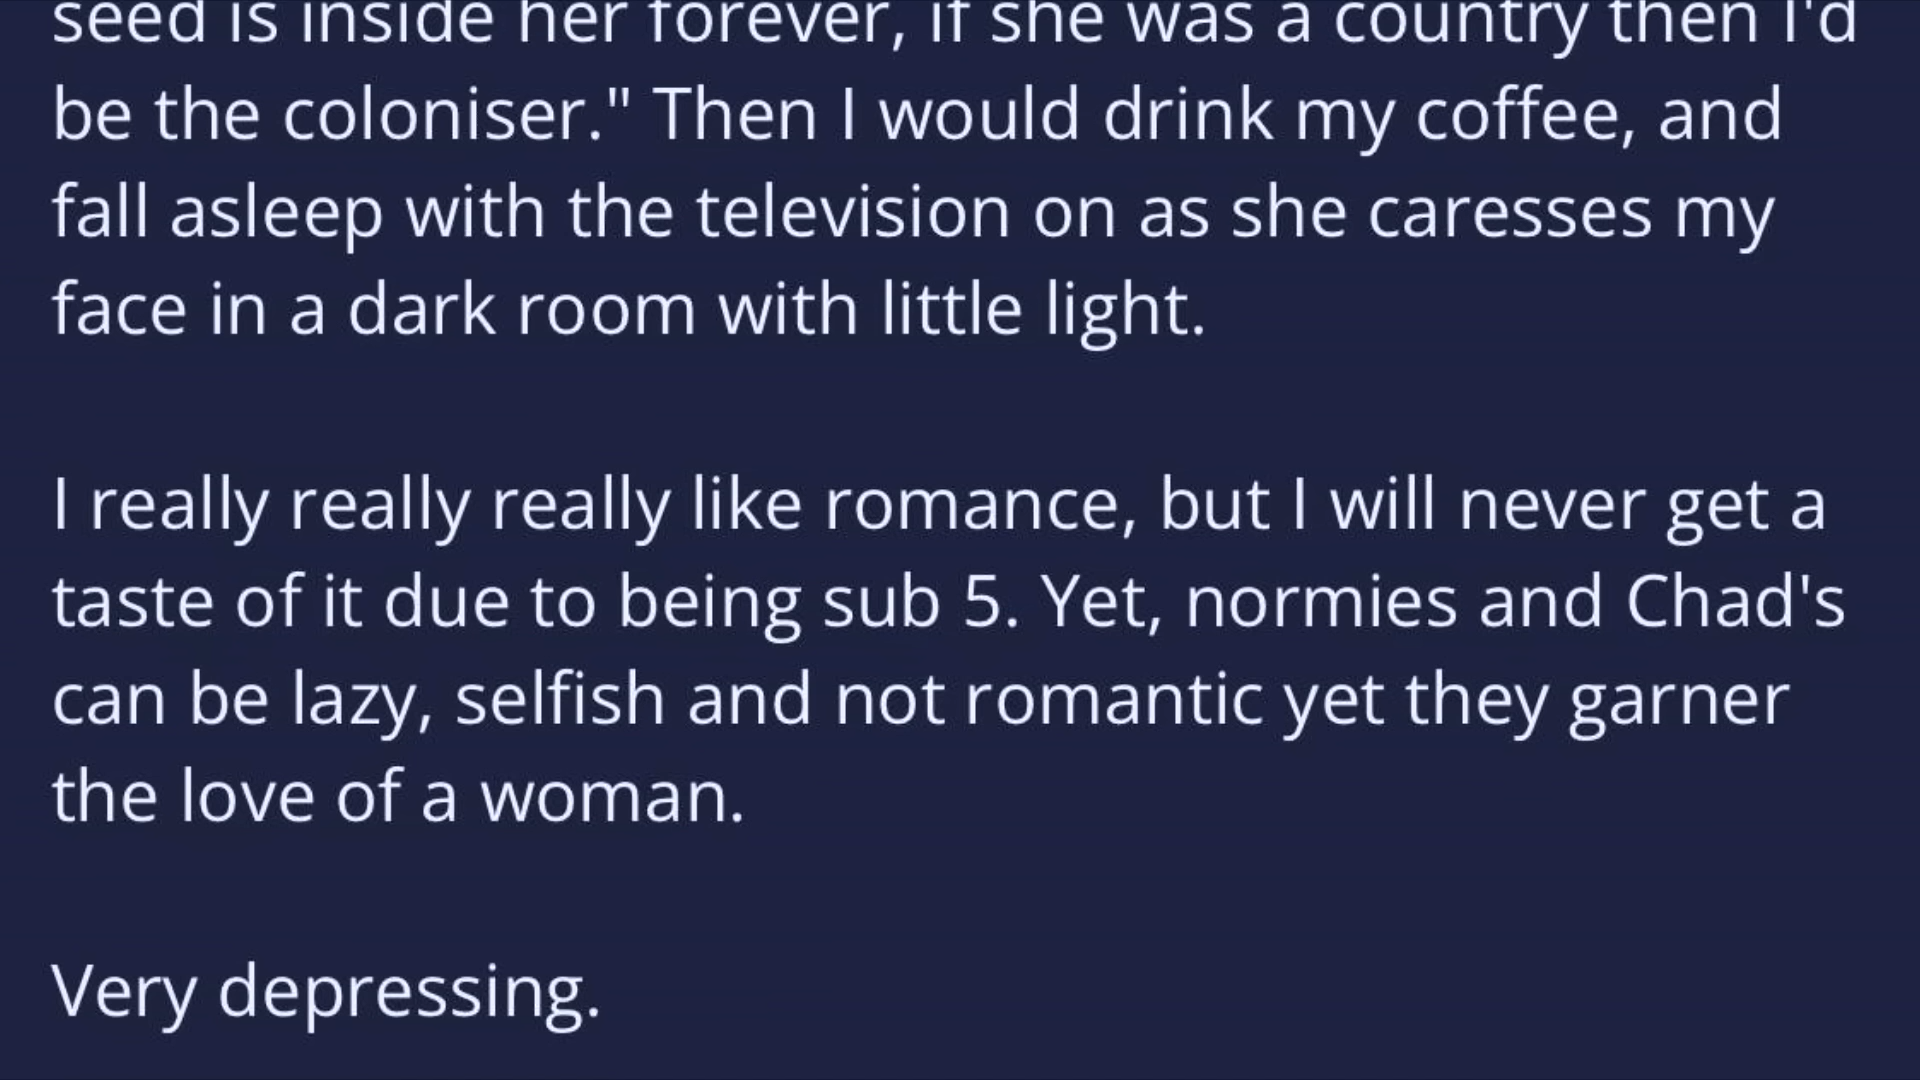 seed is inside her forever, if she was a country then I'd
be the coloniser." Then I would drink my coffee, and
fall asleep with the television on as she caresses my
face in a dark room with little light.
I really really really like romance, but I will never get a
taste of it due to being sub 5. Yet, normies and Chad's
can be lazy, selfish and not romantic yet they garner
the love of a woman.
Very depressing.